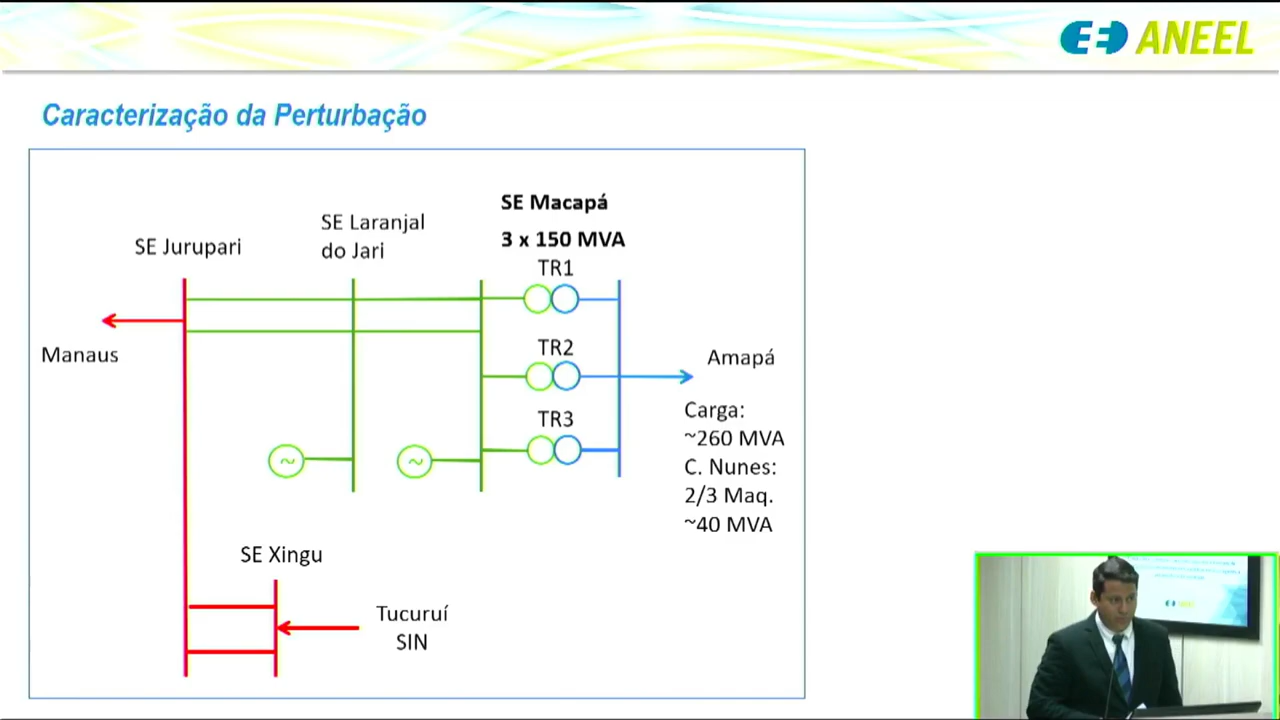 ANEEL
Caracterização da Perturbação
SE Macapá
3 x 150 MVA
SE Laranjal
do Jari
SE Jurupari
TR1
TR2
TR3
Manaus
Amapá
Carga:
~260 MVA
C. Nunes:
2/3 Maq.
~40 MVA
~
~
SE Xingu
Tucuruí
SIN
ANEEL